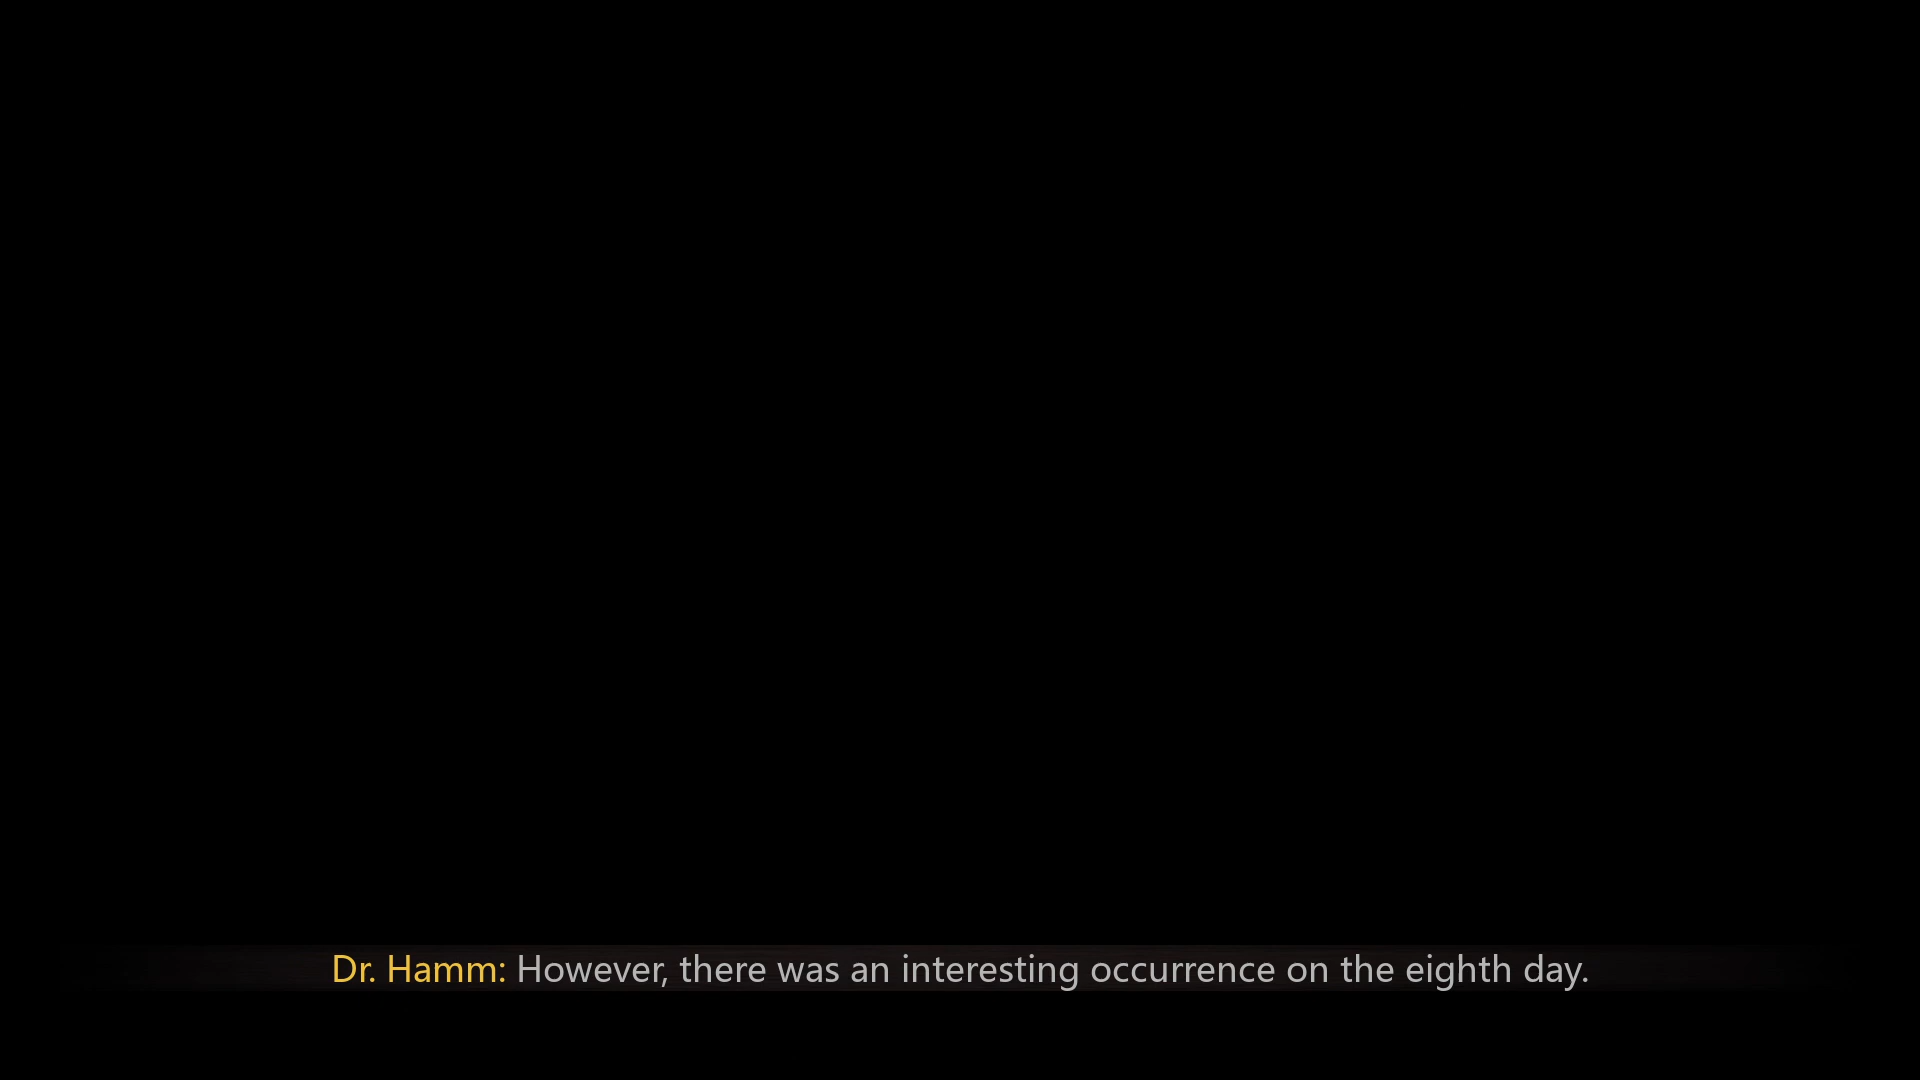 Dr. Hamm: However, there was an interesting occurrence on the eighth day.